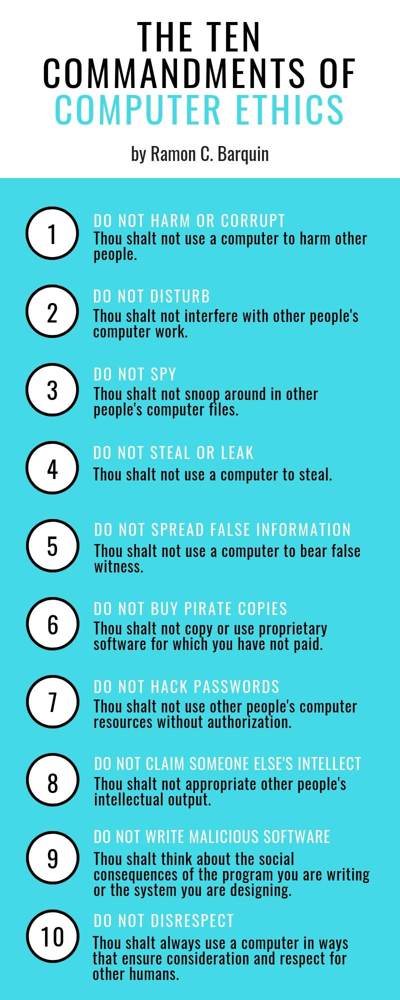 THE TEN
COMMANDMENTS OF
COMPUTER ETHICS
by Ramon C. Barquin
1
DO NOT HARM OR CORRUPT
Thou shalt not use a computer to harm other
people.
2
DO NOT DISTURB
Thou shalt not interfere with other people's
computer work.
3
DO NOT SPY
Thou shalt not snoop around in other
people's computer files.
4
DO NOT STEAL OR LEAK
Thou shalt not use a computer to steal.
5
DO NOT SPREAD FALSE INFORMATION
Thou shalt not use a computer to bear false
witness.
6
DO NOT BUY PIRATE COPIES
Thou shalt not copy or use proprietary
software for which you have not paid.
7
DO NOT HACK PASSWORDS
Thou shalt not use other people's computer
resources without authorization.
8
DO NOT CLAIM SOMEONE ELSE'S INTELLECT
Thou shalt not appropriate other people's
intellectual output.
9
DO NOT WRITE MALICIOUS SOFTWARE
Thou shalt think about the social
consequences of the program you are writing
or the system you are designing.
10
DO NOT DISRESPECT
Thou shalt always use a computer in ways
that ensure consideration and respect for
other humans.